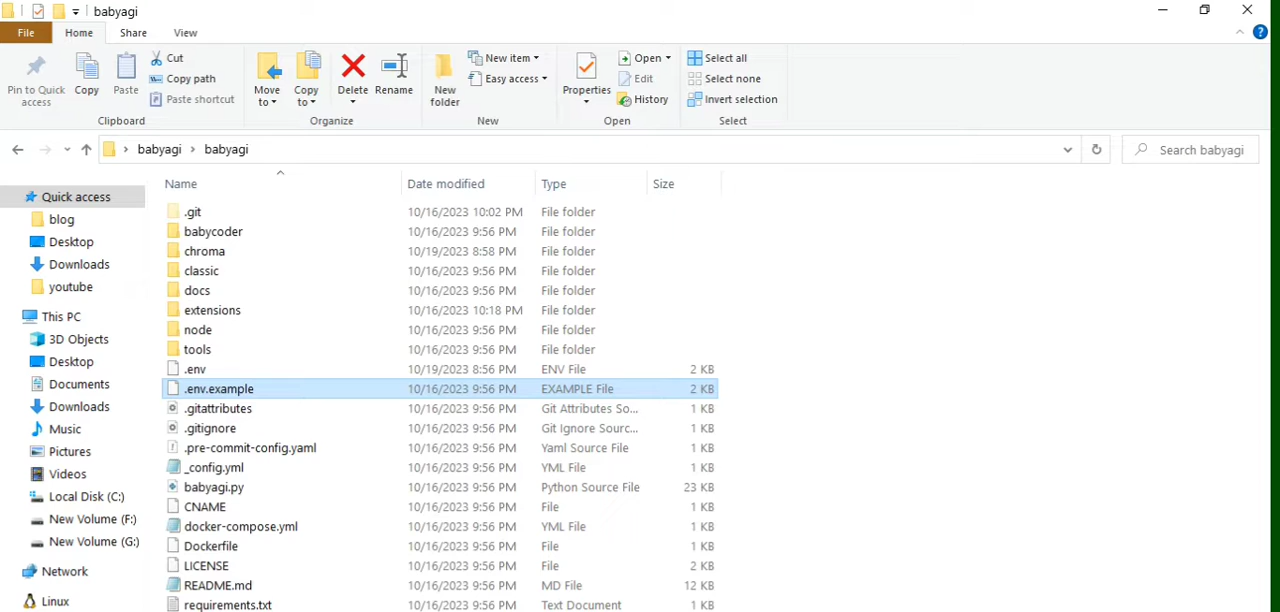 babyagi
File Home Share View
Pin to Quick access
Copy
Paste
Cut
Copy path
Paste shortcut
Clipboard
Move to
Copy to
Delete
Rename
Organize
New folder
New item
Easy access
New
Properties
Open
Edit
History
Open
Select all
Select none
Invert selection
Select
babyagi > babyagi
Search babyagi
Quick access
blog
Desktop
Downloads
youtube
This PC
3D Objects
Desktop
Documents
Downloads
Music
Pictures
Videos
Local Disk (C:)
New Volume (F:)
New Volume (G:)
Network
Linux
Name Date modified Type Size
.git 10/16/2023 10:02 PM File folder
babycoder 10/16/2023 9:56 PM File folder
chroma 10/19/2023 8:58 PM File folder
classic 10/16/2023 9:56 PM File folder
docs 10/16/2023 9:56 PM File folder
extensions 10/16/2023 10:18 PM File folder
node 10/16/2023 9:56 PM File folder
tools 10/16/2023 9:56 PM File folder
.env 10/19/2023 8:56 PM ENV File 2 KB
.env.example 10/16/2023 9:56 PM EXAMPLE File 2 KB
.gitattributes 10/16/2023 9:56 PM Git Attributes So... 1 KB
.gitignore 10/16/2023 9:56 PM Git Ignore Sourc... 1 KB
.pre-commit-config.yaml 10/16/2023 9:56 PM Yaml Source File 1 KB
_config.yml 10/16/2023 9:56 PM YML File 1 KB
babyagi.py 10/16/2023 9:56 PM Python Source File 23 KB
CNAME 10/16/2023 9:56 PM File 1 KB
docker-compose.yml 10/16/2023 9:56 PM YML File 1 KB
Dockerfile 10/16/2023 9:56 PM File 1 KB
LICENSE 10/16/2023 9:56 PM File 2 KB
README.md 10/16/2023 9:56 PM MD File 12 KB
requirements.txt 10/16/2023 9:56 PM Text Document 1 KB